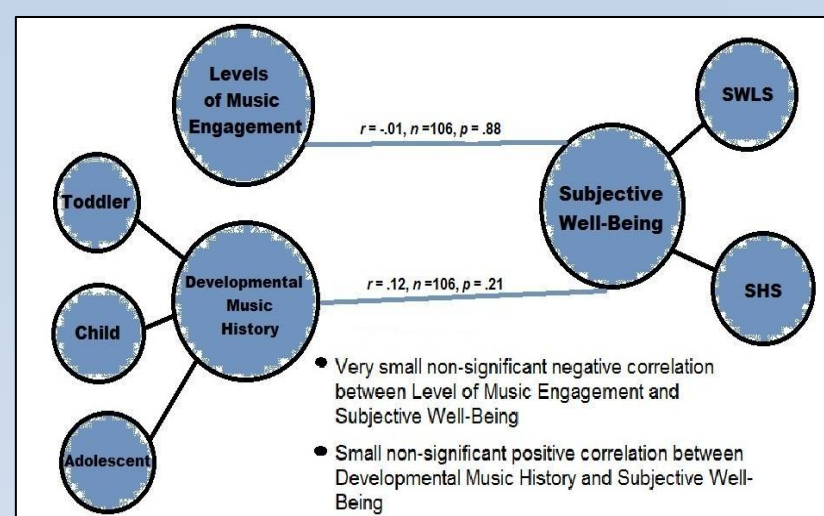 Levels
of Music
Engagement
r = -.01, n =106, p = .88
SWLS
Subjective
Well-Being
SHS
Toddler
Developmental
Music
History
Child
Adolescent
r = .12, n =106, p = .21
• Very small non-significant negative correlation
between Level of Music Engagement and
Subjective Well-Being
• Small non-significant positive correlation between
Developmental Music History and Subjective Well-
Being